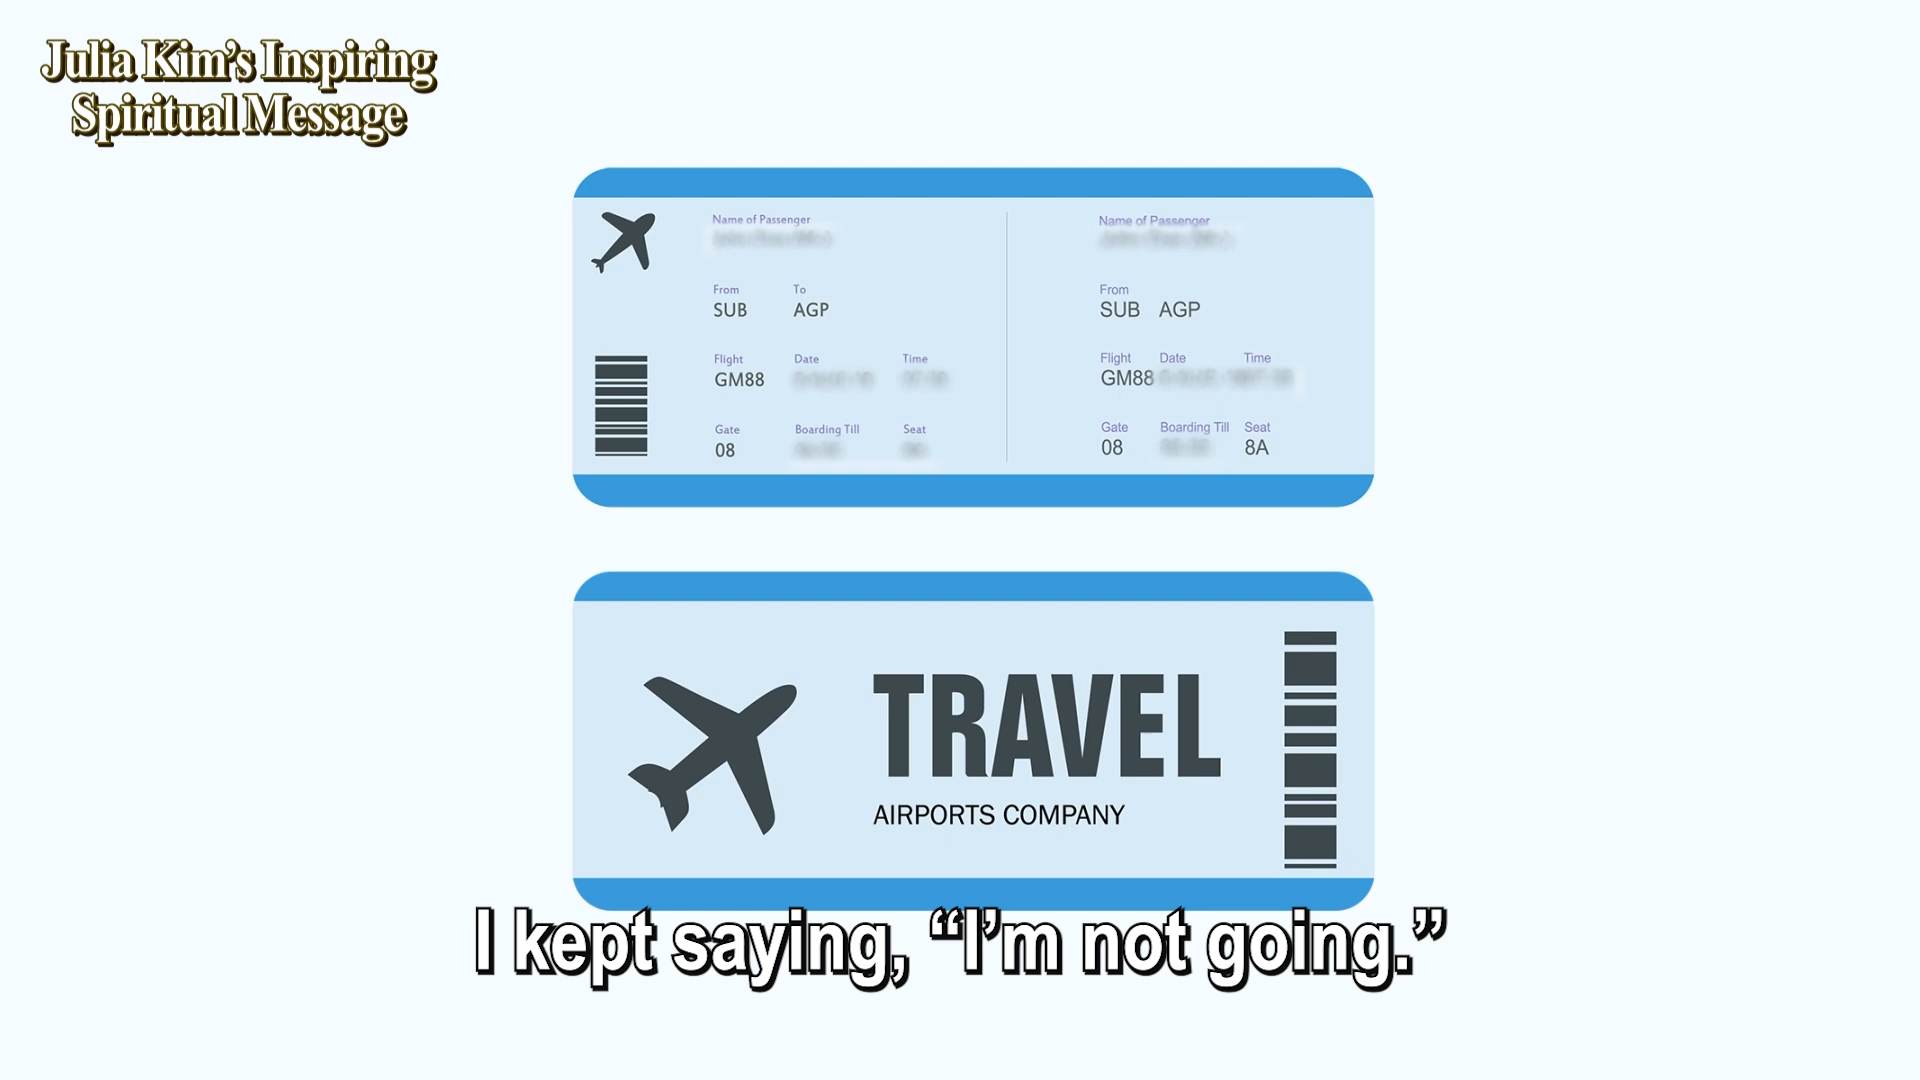 Julia Kim's Inspiring
Spiritual Message
Name of Passenger
From To
SUB AGP
Flight Date Time
GM88
Gate Boarding Till Seat
08
Name of Passenger
From
SUB AGP
Flight Date Time
GM88
Gate Boarding Till Seat
08 8A
TRAVEL
AIRPORTS COMPANY
I kept saying, “I’m not going.”